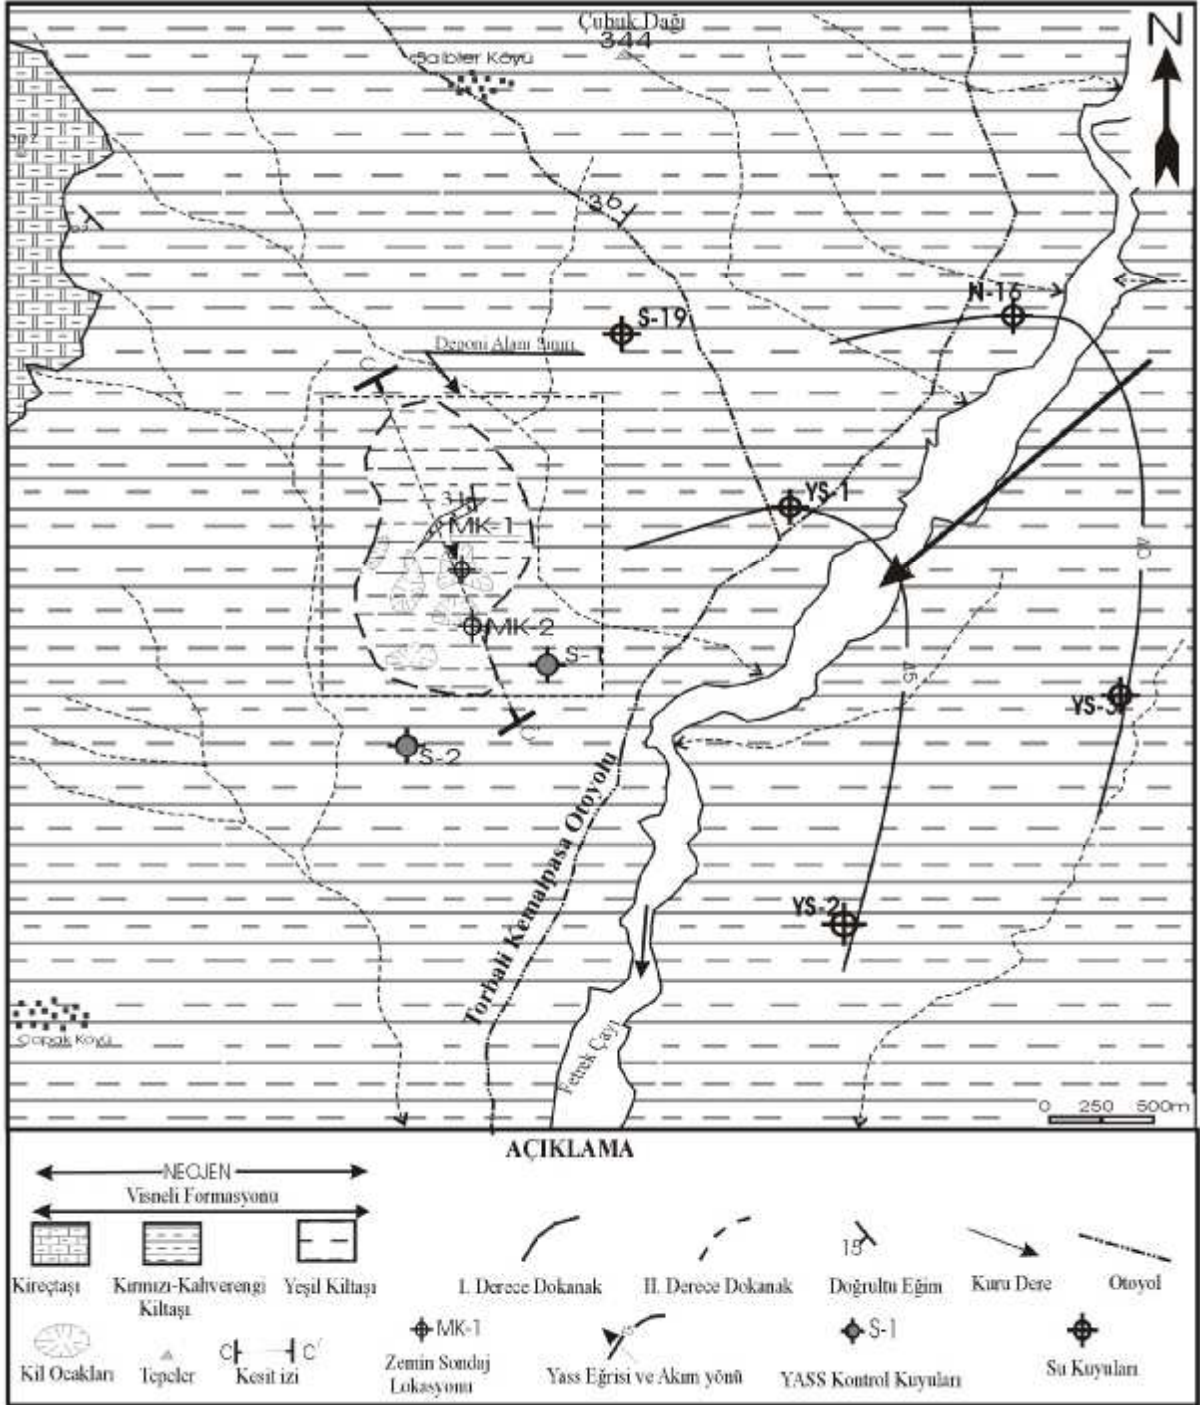 Çubuk Dağı
344
Salbler Köyü
N
36
N-16
S-19
Deponi Alanı Sınırı
C
YS-1
MK-1
MK-2
S-1
C'
S-2
40
45
YS-3
YS-2
Torbalı Kemalpasa Otoyolu
Fetrek Çayı
Çapak Köyü
0 250 500m
AÇIKLAMA
NEOJEN
Visneli Formasyonu
Kireçtaşı
Kırmızı-Kahverengi
Kiltaşı
Yeşil Kiltaşı
I. Derece Dokanak
II. Derece Dokanak
15
Doğrultu Eğim
Kuru Dere
Otoyol
Kil Ocakları
Tepeler
C C'
Kesit izi
MK-1
Zemin Sondaj
Lokasyonu
45
Yass Eğrisi ve Akım yönü
S-1
YASS Kontrol Kuyuları
Su Kuyuları